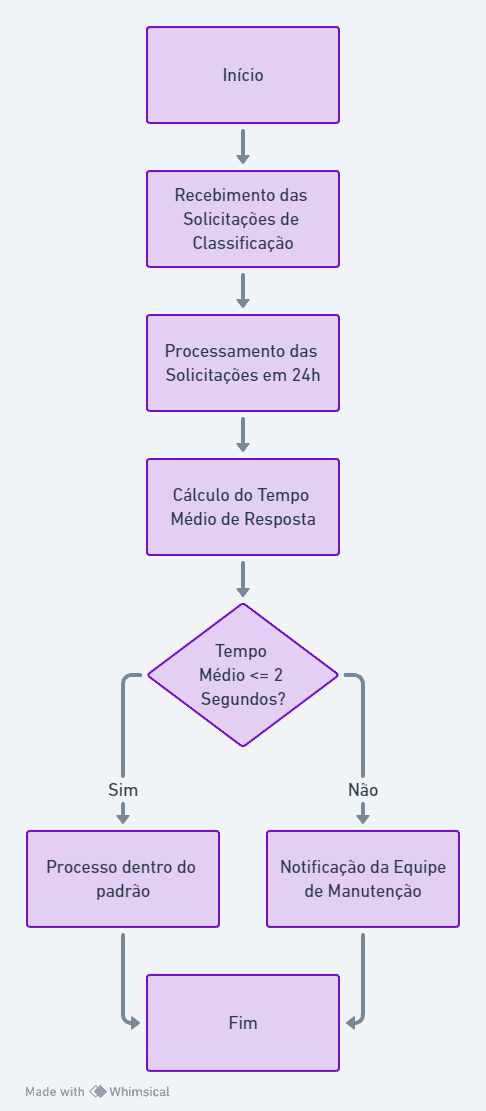 Início
Recebimento das
Solicitações de
Classificação
Processamento das
Solicitações em 24h
Cálculo do Tempo
Médio de Resposta
Tempo
Médio <= 2
Segundos?
Sim
Não
Processo dentro do
padrão
Notificação da Equipe
de Manutenção
Fim
Made with Whimsical